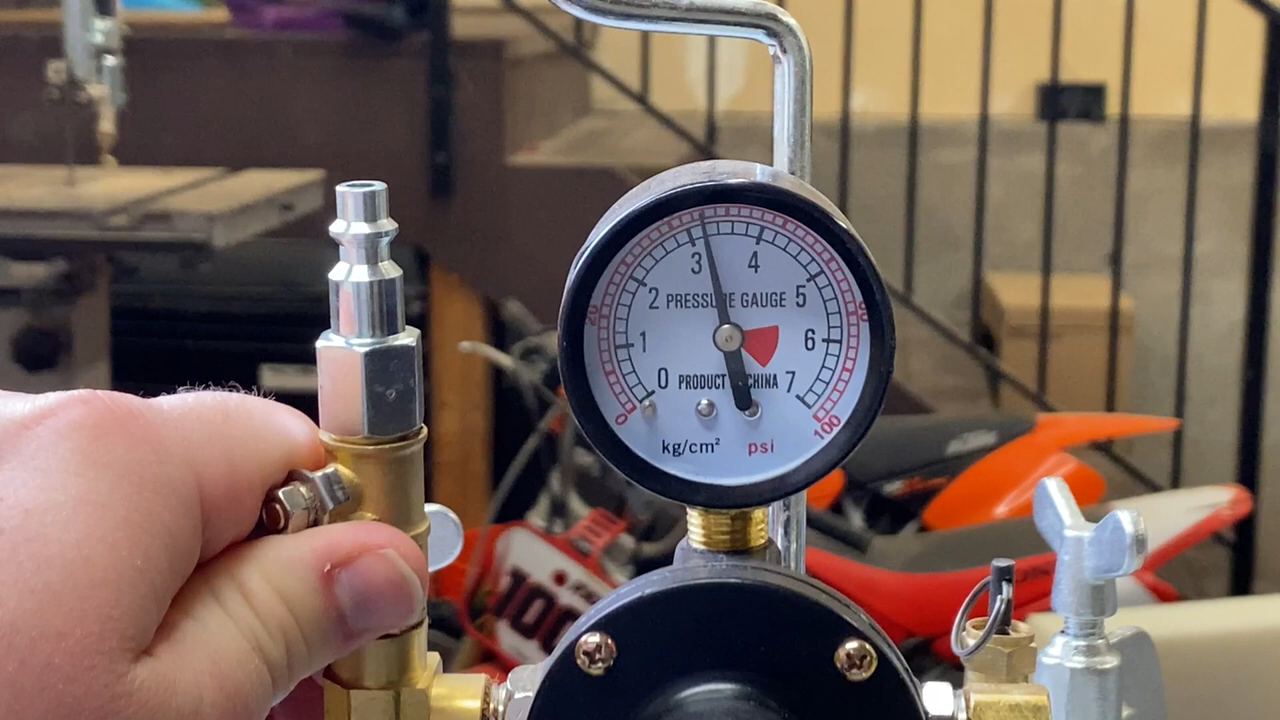 3 4
2 PRESSURE GAUGE 5
20 80
1 6
0 PRODUCT CHINA 7
0 100
kg/cm² psi
100